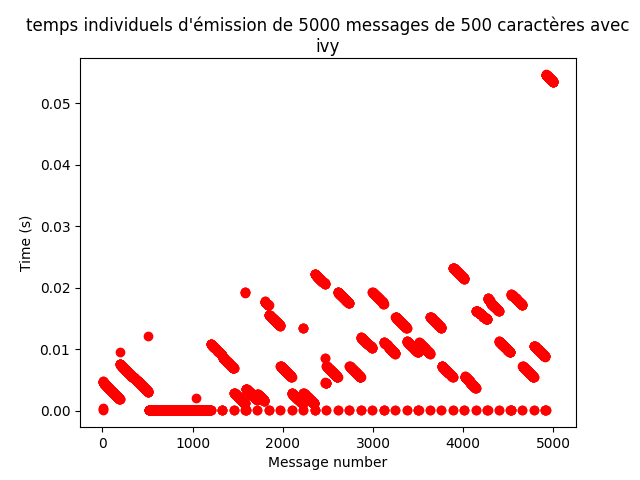 temps individuels d'émission de 5000 messages de 500 caractères avec
ivy
0.05
0.04
0.03
0.02
0.01
0.00
Time (s)
0 1000 2000 3000 4000 5000
Message number